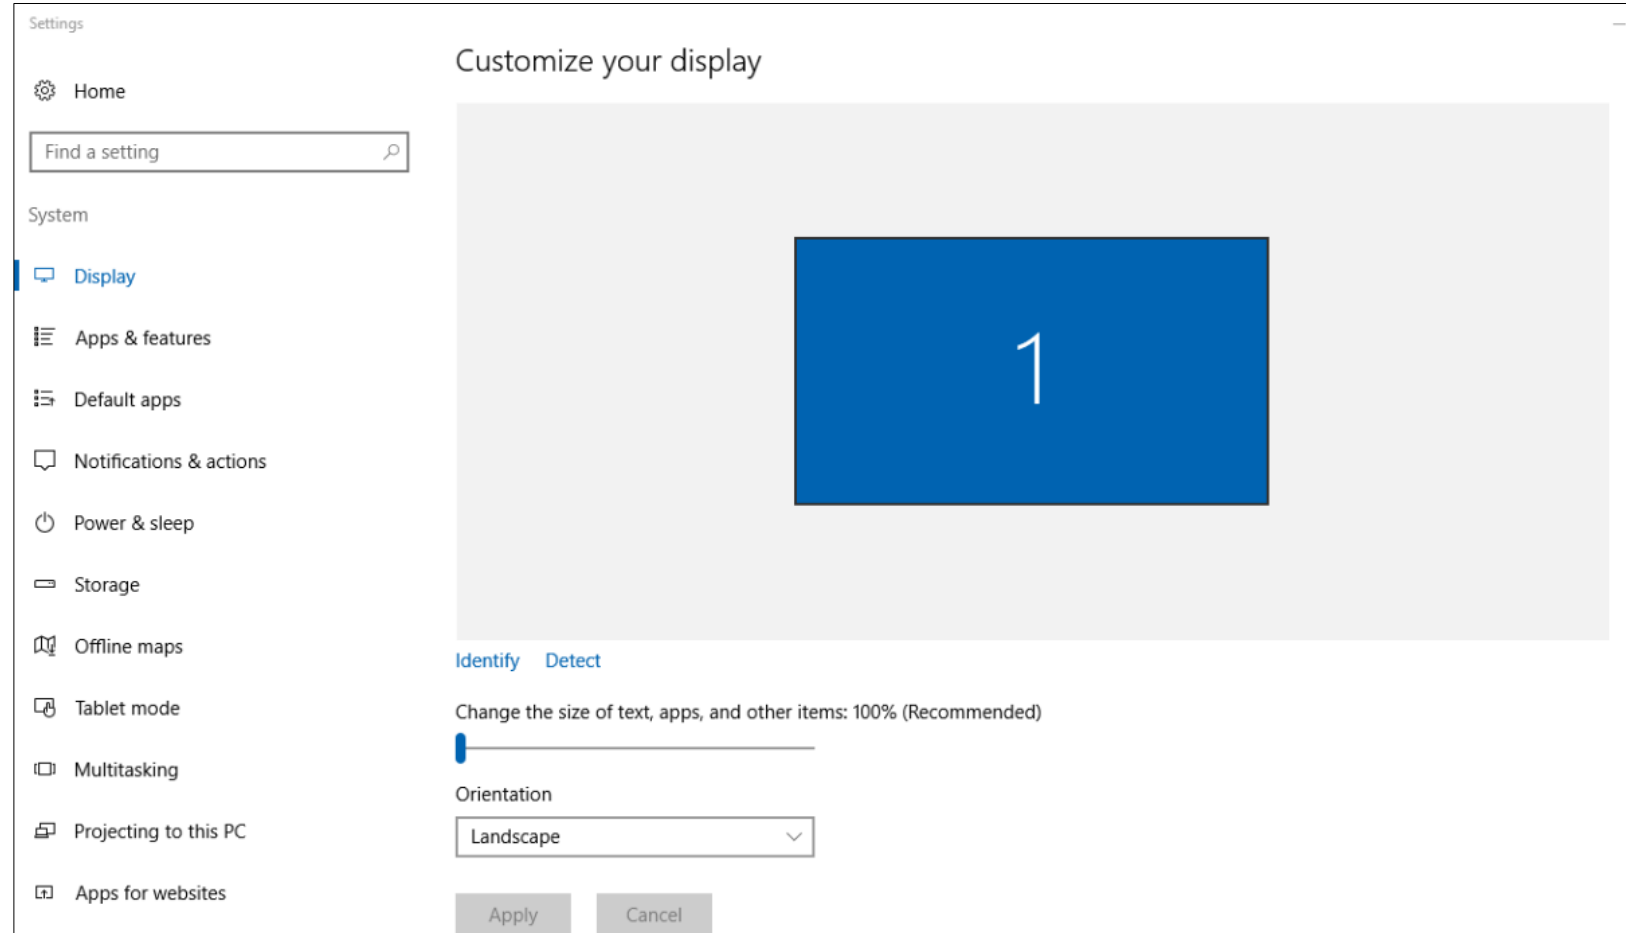 Settings
Home
Find a setting
System
Display
Apps & features
Default apps
Notifications & actions
Power & sleep
Storage
Offline maps
Tablet mode
Multitasking
Projecting to this PC
Apps for websites
Customize your display
1
Identify Detect
Change the size of text, apps, and other items: 100% (Recommended)
Orientation
Landscape
Apply Cancel